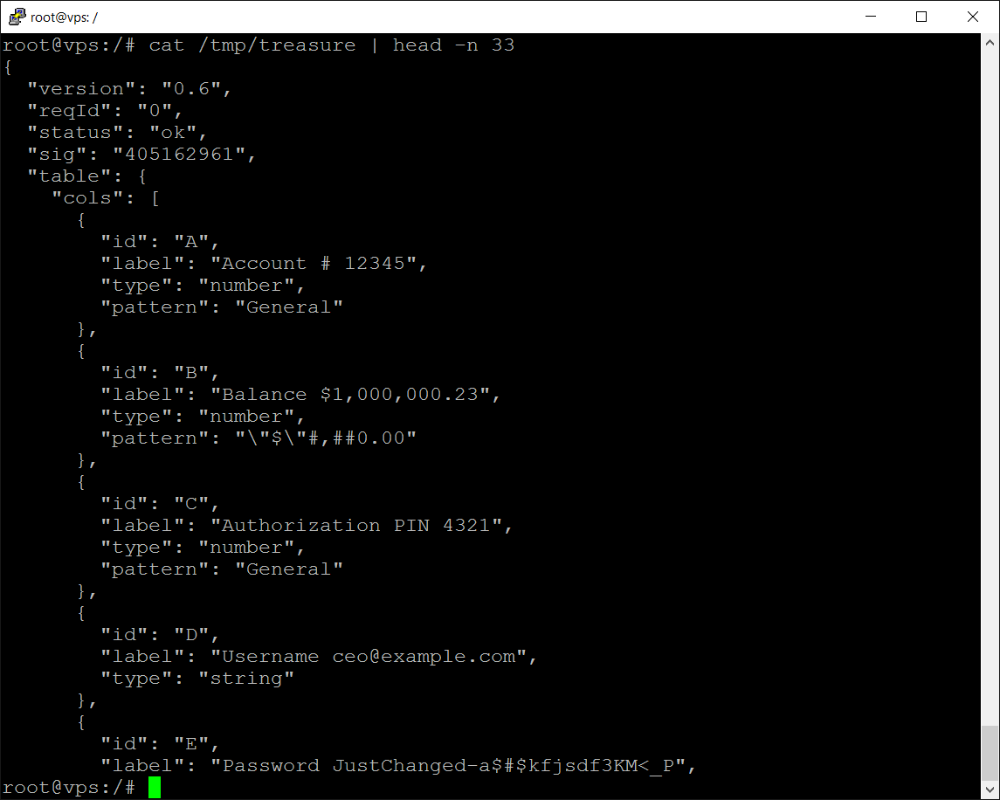 root@vps: /
root@vps:/# cat /tmp/treasure | head -n 33
{
  "version": "0.6",
  "reqId": "0",
  "status": "ok",
  "sig": "405162961",
  "table": {
    "cols": [
      {
        "id": "A",
        "label": "Account # 12345",
        "type": "number",
        "pattern": "General"
      },
      {
        "id": "B",
        "label": "Balance $1,000,000.23",
        "type": "number",
        "pattern": "\"$\"#,##0.00"
      },
      {
        "id": "C",
        "label": "Authorization PIN 4321",
        "type": "number",
        "pattern": "General"
      },
      {
        "id": "D",
        "label": "Username ceo@example.com",
        "type": "string"
      },
      {
        "id": "E",
        "label": "Password JustChanged-a$#$kfjsdf3KM<_P",
root@vps:/#